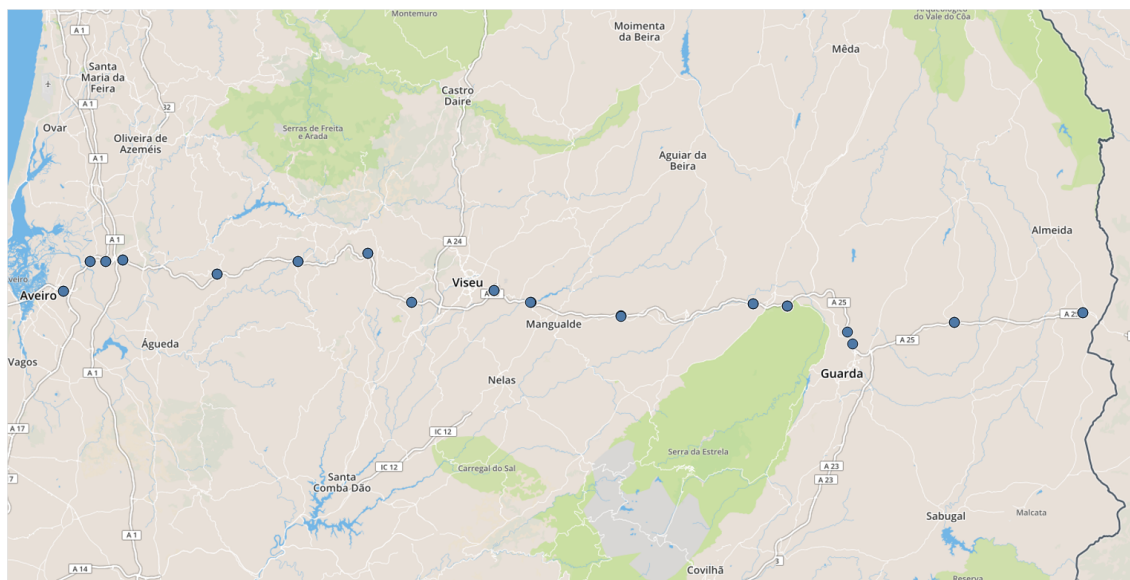 Montemuro
Arqueológico
do Vale do Côa
Moimenta
da Beira
A 1
Mêda
Santa
Maria da
Feira
Castro
Daire
A 1
32
Ovar
Serras de Freita
e Arada
Oliveira de
Azeméis
A 1
Aguiar da
Beira
Almeida
A 1
A 24
Viseu
Aveiro
A 25
A 25
A 25
Mangualde
Águeda
Vagos
A 1
Guarda
Nelas
A 17
IC 12
Serra da Estrela
IC 12
Carregal do Sal
A 23
A 23
Santa
Comba Dão
Sabugal
Malcata
A 1
3
A 14
Covilhã
Reserva